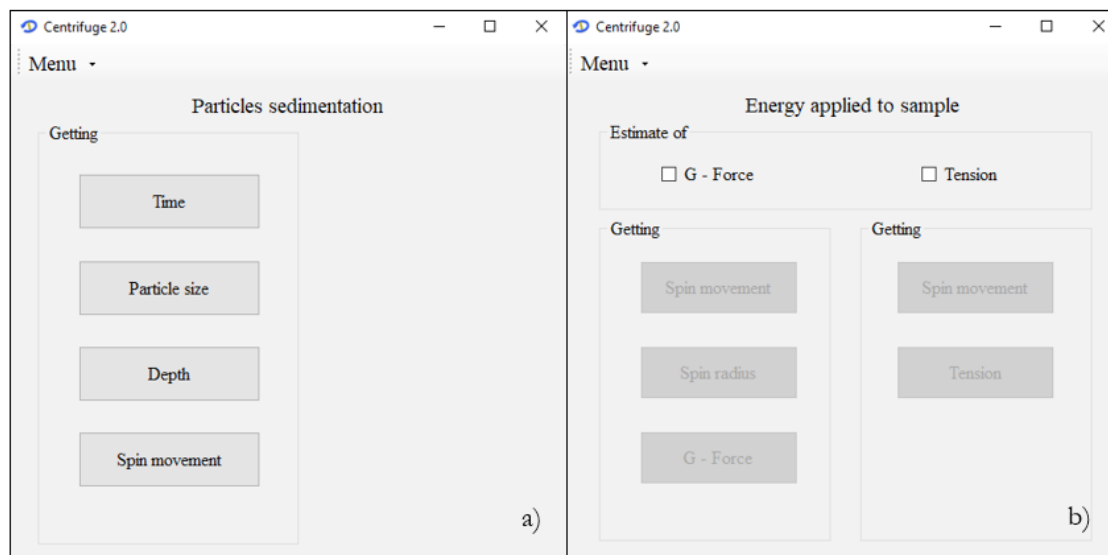 Centrifuge 2.0
Menu
Particles sedimentation
Getting
Time
Particle size
Depth
Spin movement
a)
Centrifuge 2.0
Menu
Energy applied to sample
Estimate of
G - Force Tension
Getting Getting
Spin movement Spin movement
Spin radius Tension
G - Force
b)